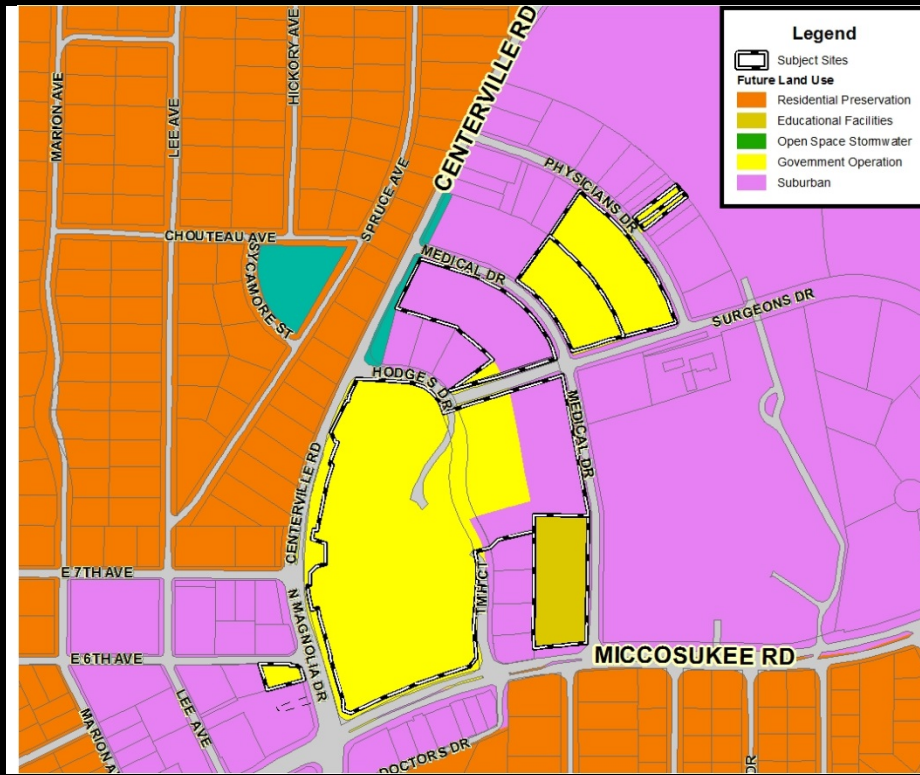 Legend
Subject Sites
Future Land Use
Residential Preservation
Educational Facilities
Open Space Stormwater
Government Operation
Suburban
MARION AVE
LEE AVE
HICKORY AVE
CENTERVILLE RD
SPRUCE AVE
PHYSICIANS DR
CHOUTEAU AVE
SYCAMORE ST
MEDICAL DR
SURGEONS DR
HODGES DR
MEDICAL DR
CENTERVILLE RD
E 7TH AVE
TMH CT
N MAGNOLIA DR
E 6TH AVE
MICCOSUKEE RD
LEE AVE
MARION A
DOCTORS DR
DR